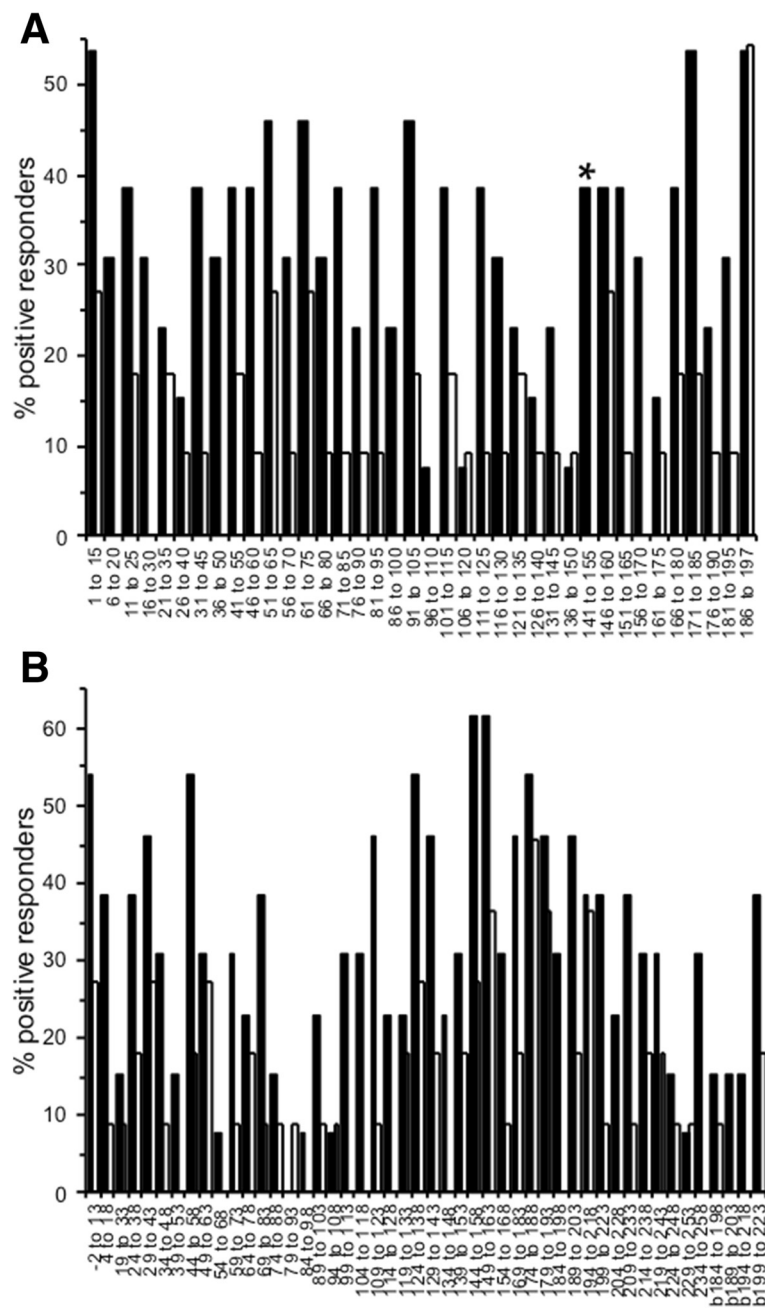 A
% positive responders
50
40
30
20
10
0
*
1 to 15
6 to 20
11 to 25
16 to 30
21 to 35
26 to 40
31 to 45
36 to 50
41 to 55
46 to 60
51 to 65
56 to 70
61 to 75
66 to 80
71 to 85
76 to 90
81 to 95
86 to 100
91 to 105
96 to 110
101 to 115
106 to 120
111 to 125
116 to 130
121 to 135
126 to 140
131 to 145
136 to 150
141 to 155
146 to 160
151 to 165
156 to 170
161 to 175
166 to 180
171 to 185
176 to 190
181 to 195
186 to 197
B
% positive responders
60
50
40
30
20
10
0
-2 to 13
-4 to 18
19 to 33
24 to 38
29 to 43
34 to 48
39 to 53
44 to 58
49 to 63
54 to 68
59 to 73
64 to 78
69 to 83
74 to 88
79 to 93
84 to 98
89 to 103
94 to 108
99 to 113
104 to 118
109 to 123
114 to 128
119 to 133
124 to 138
129 to 143
134 to 148
139 to 153
144 to 158
149 to 163
154 to 168
169 to 183
174 to 188
179 to 193
184 to 198
189 to 203
194 to 218
199 to 223
204 to 228
209 to 233
214 to 238
219 to 243
224 to 248
229 to 253
234 to 258
b184 to 198
b189 to 203
b194 to 218
b199 to 223